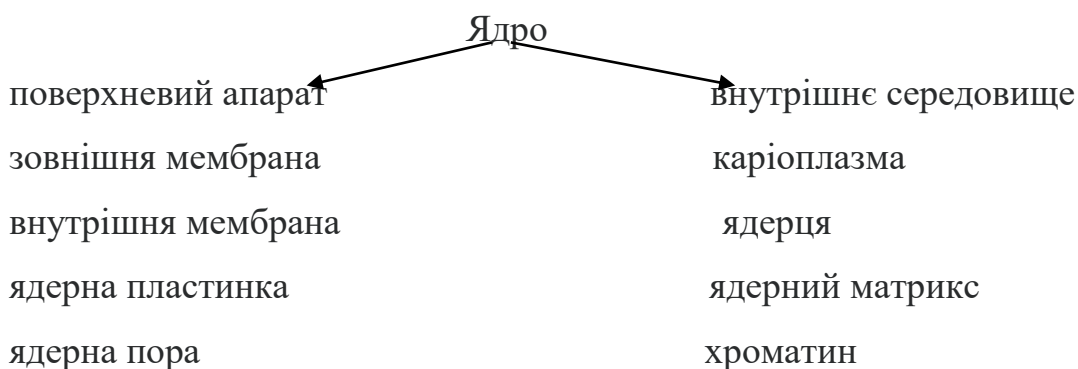 Ядро
поверхневий апарат внутрішнє середовище
зовнішня мембрана каріоплазма
внутрішня мембрана ядерця
ядерна пластинка ядерний матрикс
ядерна пора хроматин